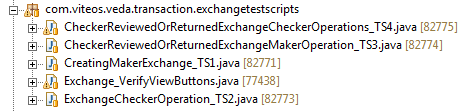 com.viteos.veda.transaction.exchangetestscripts
CheckerReviewedOrReturnedExchangeCheckerOperations_TS4.java [82775]
CheckerReviewedOrReturnedExchangeMakerOperation_TS3.java [82774]
CreatingMakerExchange_TS1.java [82771]
Exchange_VerifyViewButtons.java [77438]
ExchangeCheckerOperation_TS2.java [82773]